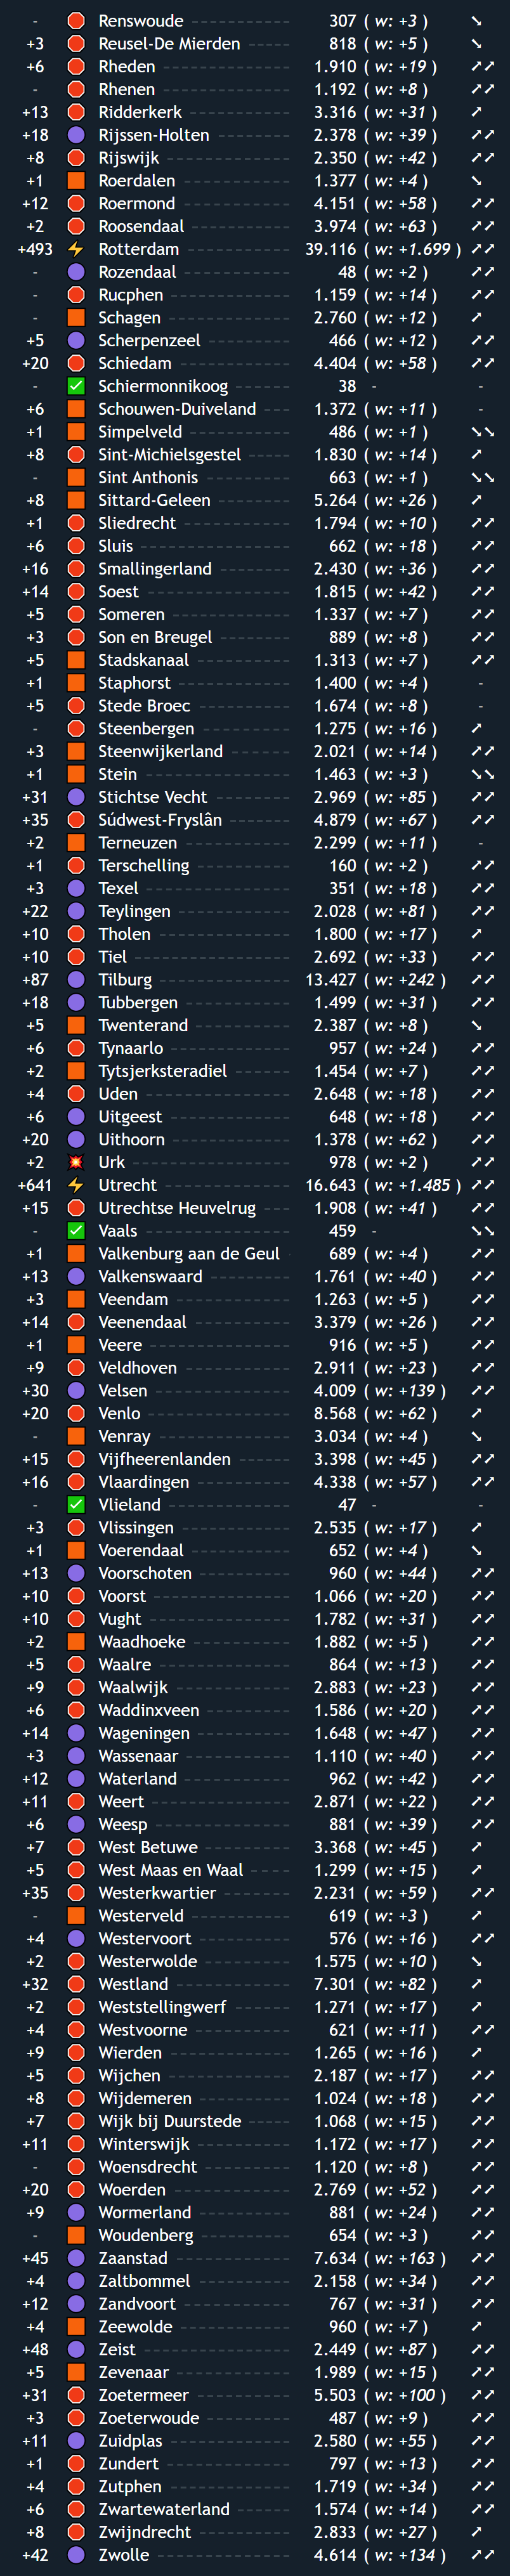 - Renswoude 307 ( w: +3 ) ➘
+3 Reusel-De Mierden 818 ( w: +5 ) ➘
+6 Rheden 1.910 ( w: +19 ) ➚➚
- Rhenen 1.192 ( w: +8 ) ➚➚
+13 Ridderkerk 3.316 ( w: +31 ) ➚
+18 Rijssen-Holten 2.378 ( w: +39 ) ➚➚
+8 Rijswijk 2.350 ( w: +42 ) ➚➚
+1 Roerdalen 1.377 ( w: +4 ) ➘
+12 Roermond 4.151 ( w: +58 ) ➚➚
+2 Roosendaal 3.974 ( w: +63 ) ➚➚
+493 Rotterdam 39.116 ( w: +1.699 ) ➚➚
- Rozendaal 48 ( w: +2 ) ➚➚
- Rucphen 1.159 ( w: +14 ) ➚➚
- Schagen 2.760 ( w: +12 ) ➚
+5 Scherpenzeel 466 ( w: +12 ) ➚➚
+20 Schiedam 4.404 ( w: +58 ) ➚➚
- Schiermonnikoog 38 - -
+6 Schouwen-Duiveland 1.372 ( w: +11 ) -
+1 Simpelveld 486 ( w: +1 ) ➘➘
+8 Sint-Michielsgestel 1.830 ( w: +14 ) ➚
- Sint Anthonis 663 ( w: +1 ) ➘➘
+8 Sittard-Geleen 5.264 ( w: +26 ) ➚
+1 Sliedrecht 1.794 ( w: +10 ) ➚➚
+6 Sluis 662 ( w: +18 ) ➚➚
+16 Smallingerland 2.430 ( w: +36 ) ➚➚
+14 Soest 1.815 ( w: +42 ) ➚➚
+5 Someren 1.337 ( w: +7 ) ➚➚
+3 Son en Breugel 889 ( w: +8 ) ➚➚
+5 Stadskanaal 1.313 ( w: +7 ) ➚➚
+1 Staphorst 1.400 ( w: +4 ) -
+5 Stede Broec 1.674 ( w: +8 ) -
- Steenbergen 1.275 ( w: +16 ) ➚
+3 Steenwijkerland 2.021 ( w: +14 ) ➚➚
+1 Stein 1.463 ( w: +3 ) ➘➘
+31 Stichtse Vecht 2.969 ( w: +85 ) ➚➚
+35 Súdwest-Fryslân 4.879 ( w: +67 ) ➚➚
+2 Terneuzen 2.299 ( w: +11 ) -
+1 Terschelling 160 ( w: +2 ) ➚➚
+3 Texel 351 ( w: +18 ) ➚➚
+22 Teylingen 2.028 ( w: +81 ) ➚➚
+10 Tholen 1.800 ( w: +17 ) ➚
+10 Tiel 2.692 ( w: +33 ) ➚➚
+87 Tilburg 13.427 ( w: +242 ) ➚➚
+18 Tubbergen 1.499 ( w: +31 ) ➚➚
+5 Twenterand 2.387 ( w: +8 ) ➘
+6 Tynaarlo 957 ( w: +24 ) ➚➚
+2 Tytsjerksteradiel 1.454 ( w: +7 ) ➚➚
+4 Uden 2.648 ( w: +18 ) ➚➚
+6 Uitgeest 648 ( w: +18 ) ➚➚
+20 Uithoorn 1.378 ( w: +62 ) ➚➚
+2 Urk 978 ( w: +2 ) ➚➚
+641 Utrecht 16.643 ( w: +1.485 ) ➚➚
+15 Utrechtse Heuvelrug 1.908 ( w: +41 ) ➚➚
- Vaals 459 - ➘➘
+1 Valkenburg aan de Geul 689 ( w: +4 ) ➚➚
+13 Valkenswaard 1.761 ( w: +40 ) ➚➚
+3 Veendam 1.263 ( w: +5 ) ➚➚
+14 Veenendaal 3.379 ( w: +26 ) ➚➚
+1 Veere 916 ( w: +5 ) ➚➚
+9 Veldhoven 2.911 ( w: +23 ) ➚➚
+30 Velsen 4.009 ( w: +139 ) ➚➚
+20 Venlo 8.568 ( w: +62 ) ➚
- Venray 3.034 ( w: +4 ) ➘
+15 Vijfheerenlanden 3.398 ( w: +45 ) ➚➚
+16 Vlaardingen 4.338 ( w: +57 ) ➚➚
- Vlieland 47 - -
+3 Vlissingen 2.535 ( w: +17 ) ➚
+1 Voerendaal 652 ( w: +4 ) ➘
+13 Voorschoten 960 ( w: +44 ) ➚➚
+10 Voorst 1.066 ( w: +20 ) ➚➚
+10 Vught 1.782 ( w: +31 ) ➚➚
+2 Waadhoeke 1.882 ( w: +5 ) ➚➚
+5 Waalre 864 ( w: +13 ) ➚➚
+9 Waalwijk 2.883 ( w: +23 ) ➚➚
+6 Waddinxveen 1.586 ( w: +20 ) ➚➚
+14 Wageningen 1.648 ( w: +47 ) ➚➚
+3 Wassenaar 1.110 ( w: +40 ) ➚➚
+12 Waterland 962 ( w: +42 ) ➚➚
+11 Weert 2.871 ( w: +22 ) ➚➚
+6 Weesp 881 ( w: +39 ) ➚➚
+7 West Betuwe 3.368 ( w: +45 ) ➚
+5 West Maas en Waal 1.299 ( w: +15 ) ➚
+35 Westerkwartier 2.231 ( w: +59 ) ➚➚
- Westerveld 619 ( w: +3 ) ➚
+4 Westervoort 576 ( w: +16 ) ➚➚
+2 Westerwolde 1.575 ( w: +10 ) ➘
+32 Westland 7.301 ( w: +82 ) ➚
+2 Weststellingwerf 1.271 ( w: +17 ) ➚
+4 Westvoorne 621 ( w: +11 ) ➚➚
+9 Wierden 1.265 ( w: +16 ) ➚
+5 Wijchen 2.187 ( w: +17 ) ➚➚
+8 Wijdemeren 1.024 ( w: +18 ) ➚➚
+7 Wijk bij Duurstede 1.068 ( w: +15 ) ➚➚
+11 Winterswijk 1.172 ( w: +17 ) ➚➚
- Woensdrecht 1.120 ( w: +8 ) ➚➚
+20 Woerden 2.769 ( w: +52 ) ➚➚
+9 Wormerland 881 ( w: +24 ) ➚➚
- Woudenberg 654 ( w: +3 ) ➚➚
+45 Zaanstad 7.634 ( w: +163 ) ➚➚
+4 Zaltbommel 2.158 ( w: +34 ) ➚➚
+12 Zandvoort 767 ( w: +31 ) ➚➚
+4 Zeewolde 960 ( w: +7 ) ➚
+48 Zeist 2.449 ( w: +87 ) ➚➚
+5 Zevenaar 1.989 ( w: +15 ) ➚➚
+31 Zoetermeer 5.503 ( w: +100 ) ➚➚
+3 Zoeterwoude 487 ( w: +9 ) ➚➚
+11 Zuidplas 2.580 ( w: +55 ) ➚➚
+1 Zundert 797 ( w: +13 ) ➚➚
+4 Zutphen 1.719 ( w: +34 ) ➚➚
+6 Zwartewaterland 1.574 ( w: +14 ) ➚➚
+8 Zwijndrecht 2.833 ( w: +27 ) ➚
+42 Zwolle 4.614 ( w: +134 ) ➚➚